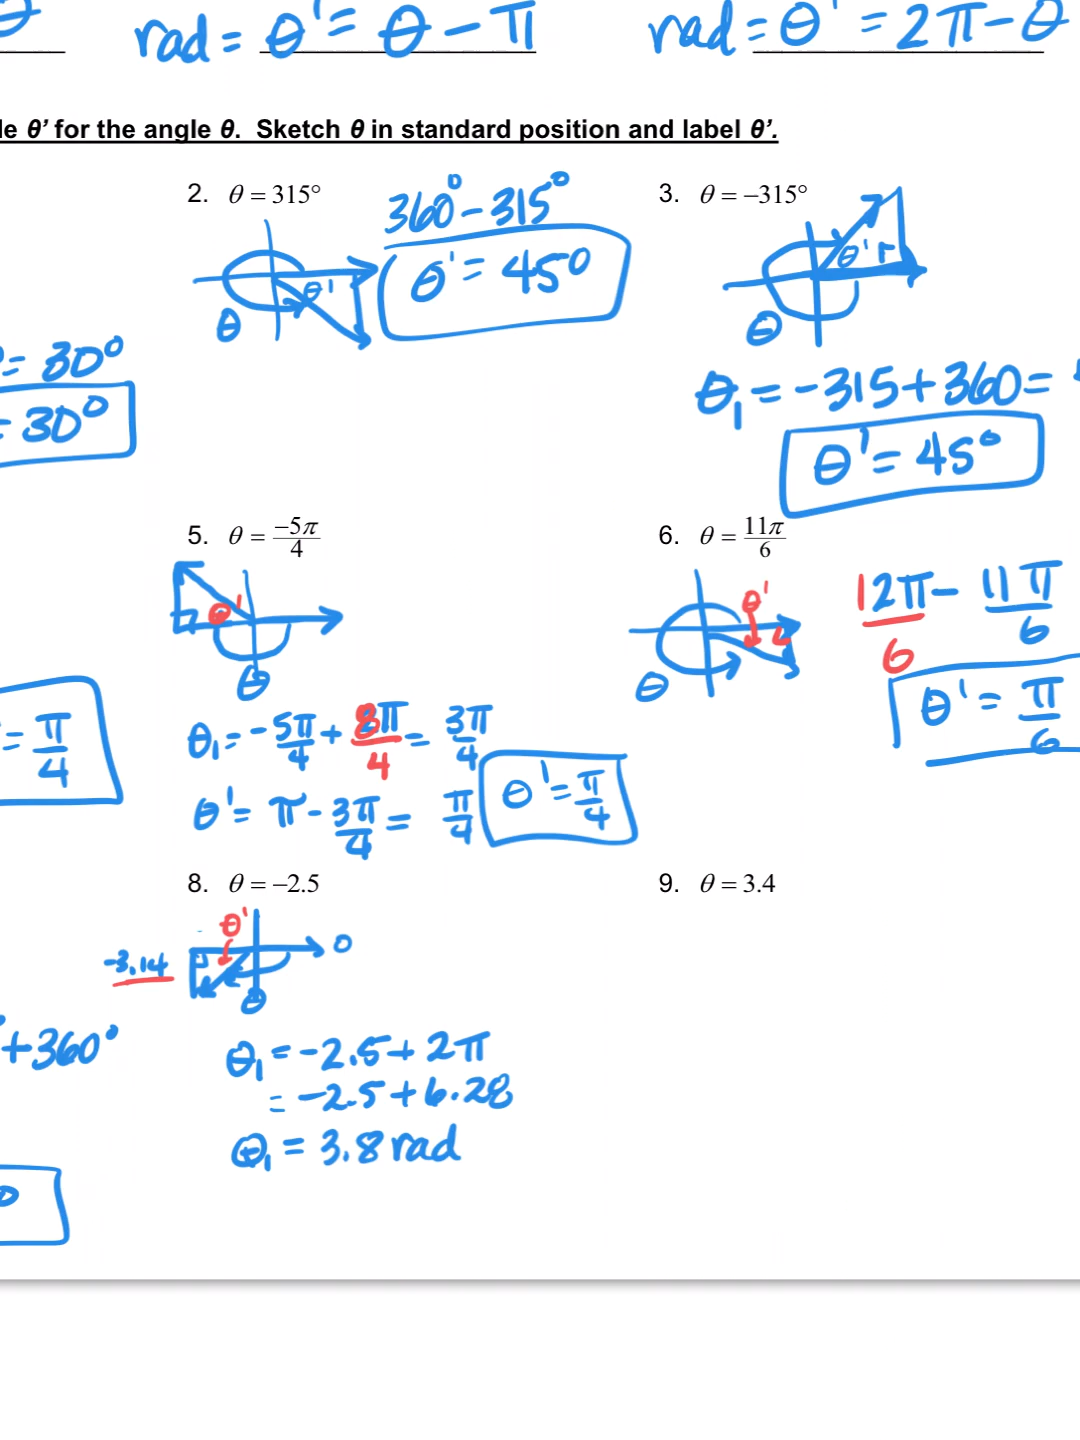 rad = θ' = θ - π
rad = θ' = 2π - θ
le θ' for the angle θ. Sketch θ in standard position and label θ'.
2. θ = 315°
360° - 315°
θ' = 45°
θ'
θ
3. θ = -315°
θ'
θ
θ₁ = -315 + 360 =
θ' = 45°
= 30°
= 30°
5. θ = -5π/4
θ'
θ
θ₁ = -5π/4 + 8π/4 = 3π/4
θ' = π - 3π/4 = π/4
θ' = π/4
6. θ = 11π/6
θ'
θ
12π/6 - 11π/6
θ' = π/6
= π/4
8. θ = -2.5
θ'
-3.14
0
θ
θ₁ = -2.5 + 2π
= -2.5 + 6.28
θ₁ = 3.8 rad
9. θ = 3.4
+360°